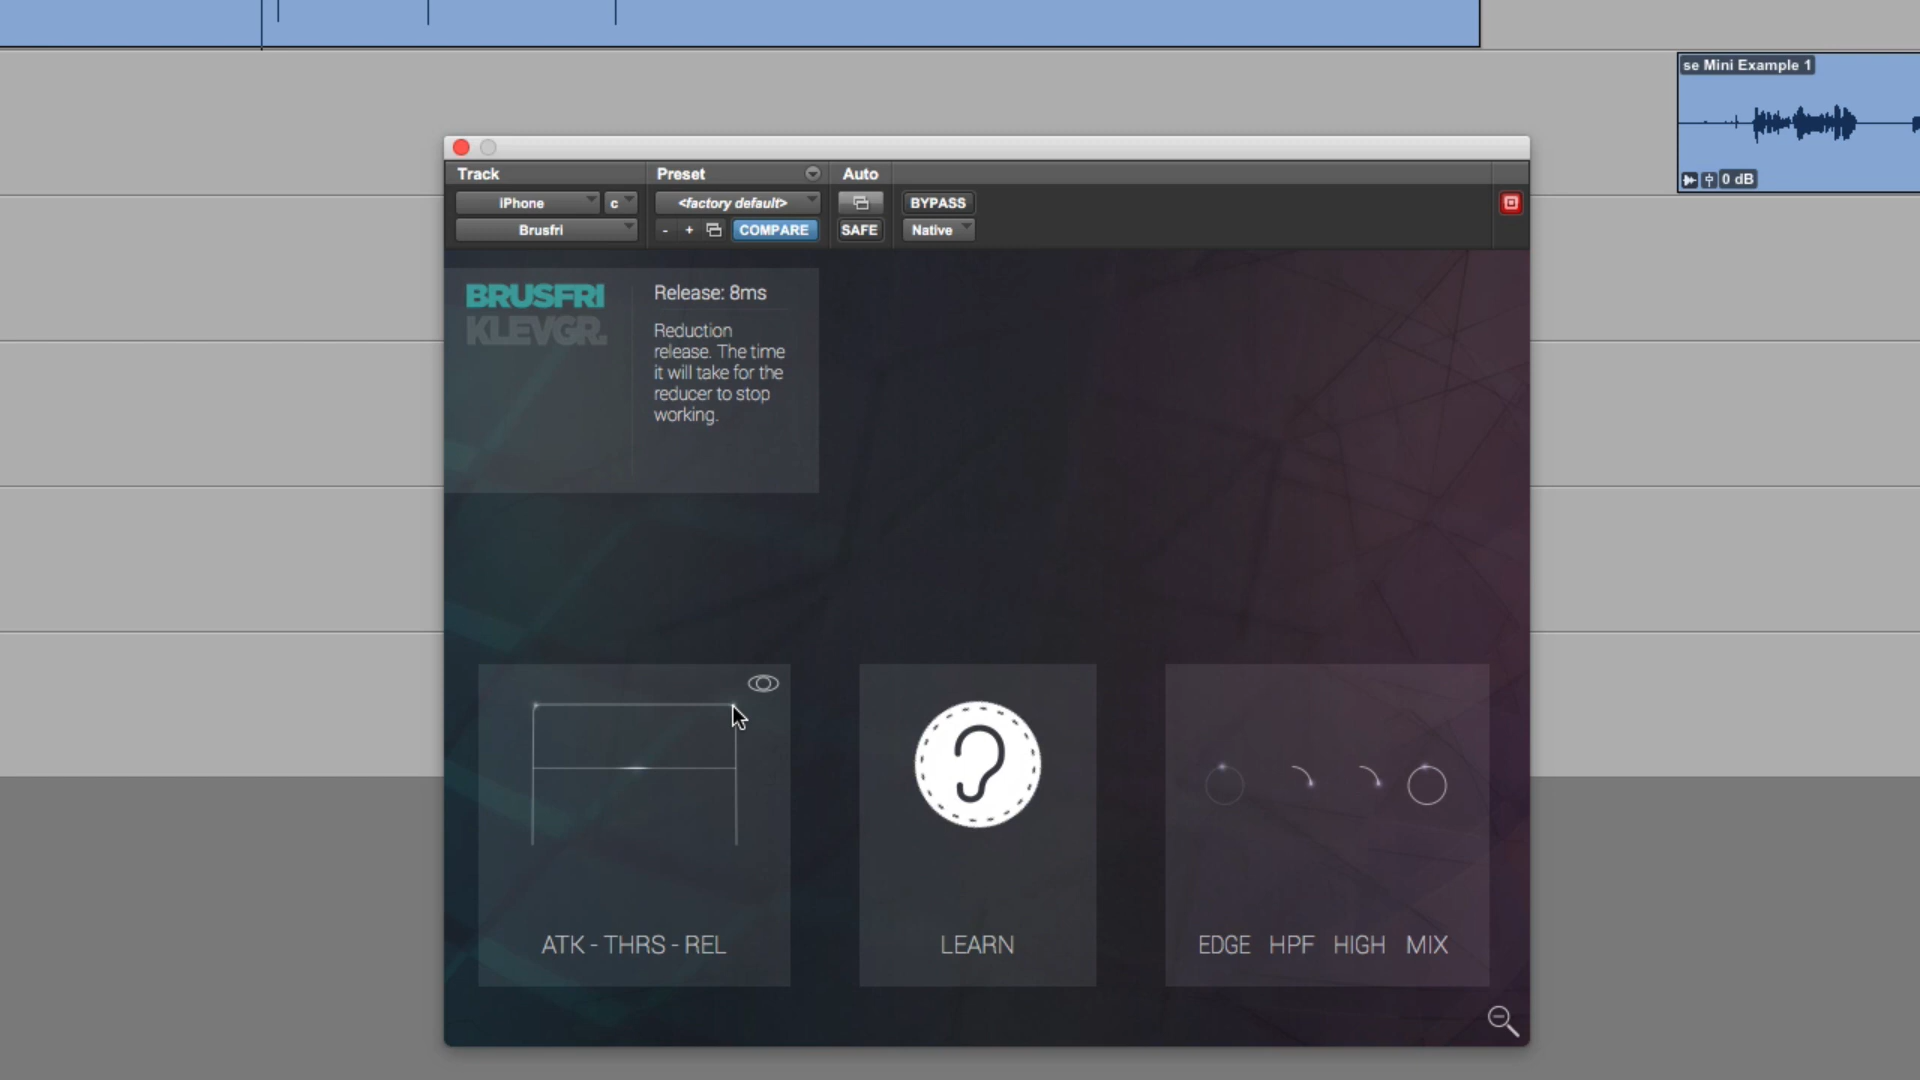 se Mini Example 1
0 dB
Track
Preset
Auto
iPhone
c
<factory default>
BYPASS
Brusfri
- +
COMPARE
SAFE
Native
BRUSFRI
KLEVGR.
Release: 8ms
Reduction
release. The time
it will take for the
reducer to stop
working.
ATK - THRS - REL
LEARN
EDGE HPF HIGH MIX